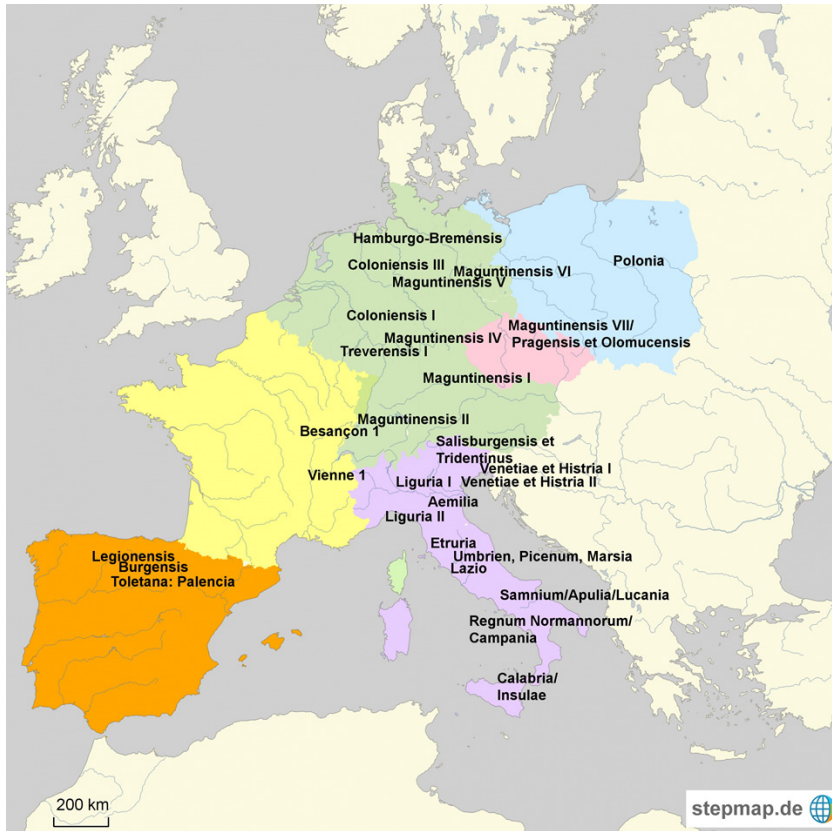 Hamburgo-Bremensis
Coloniensis III
Maguntinensis VI
Maguntinensis V
Polonia
Coloniensis I
Maguntinensis IV
Maguntinensis VII/
Pragensis et Olomucensis
Treverensis I
Maguntinensis I
Maguntinensis II
Besançon 1
Salisburgensis et
Tridentinus
Venetiae et Histria I
Vienne 1
Liguria I
Venetiae et Histria II
Aemilia
Liguria II
Etruria
Umbrien, Picenum, Marsia
Lazio
Legionensis
Burgensis
Toletana: Palencia
Samnium/Apulia/Lucania
Regnum Normannorum/
Campania
Calabria/
Insulae
200 km
stepmap.de